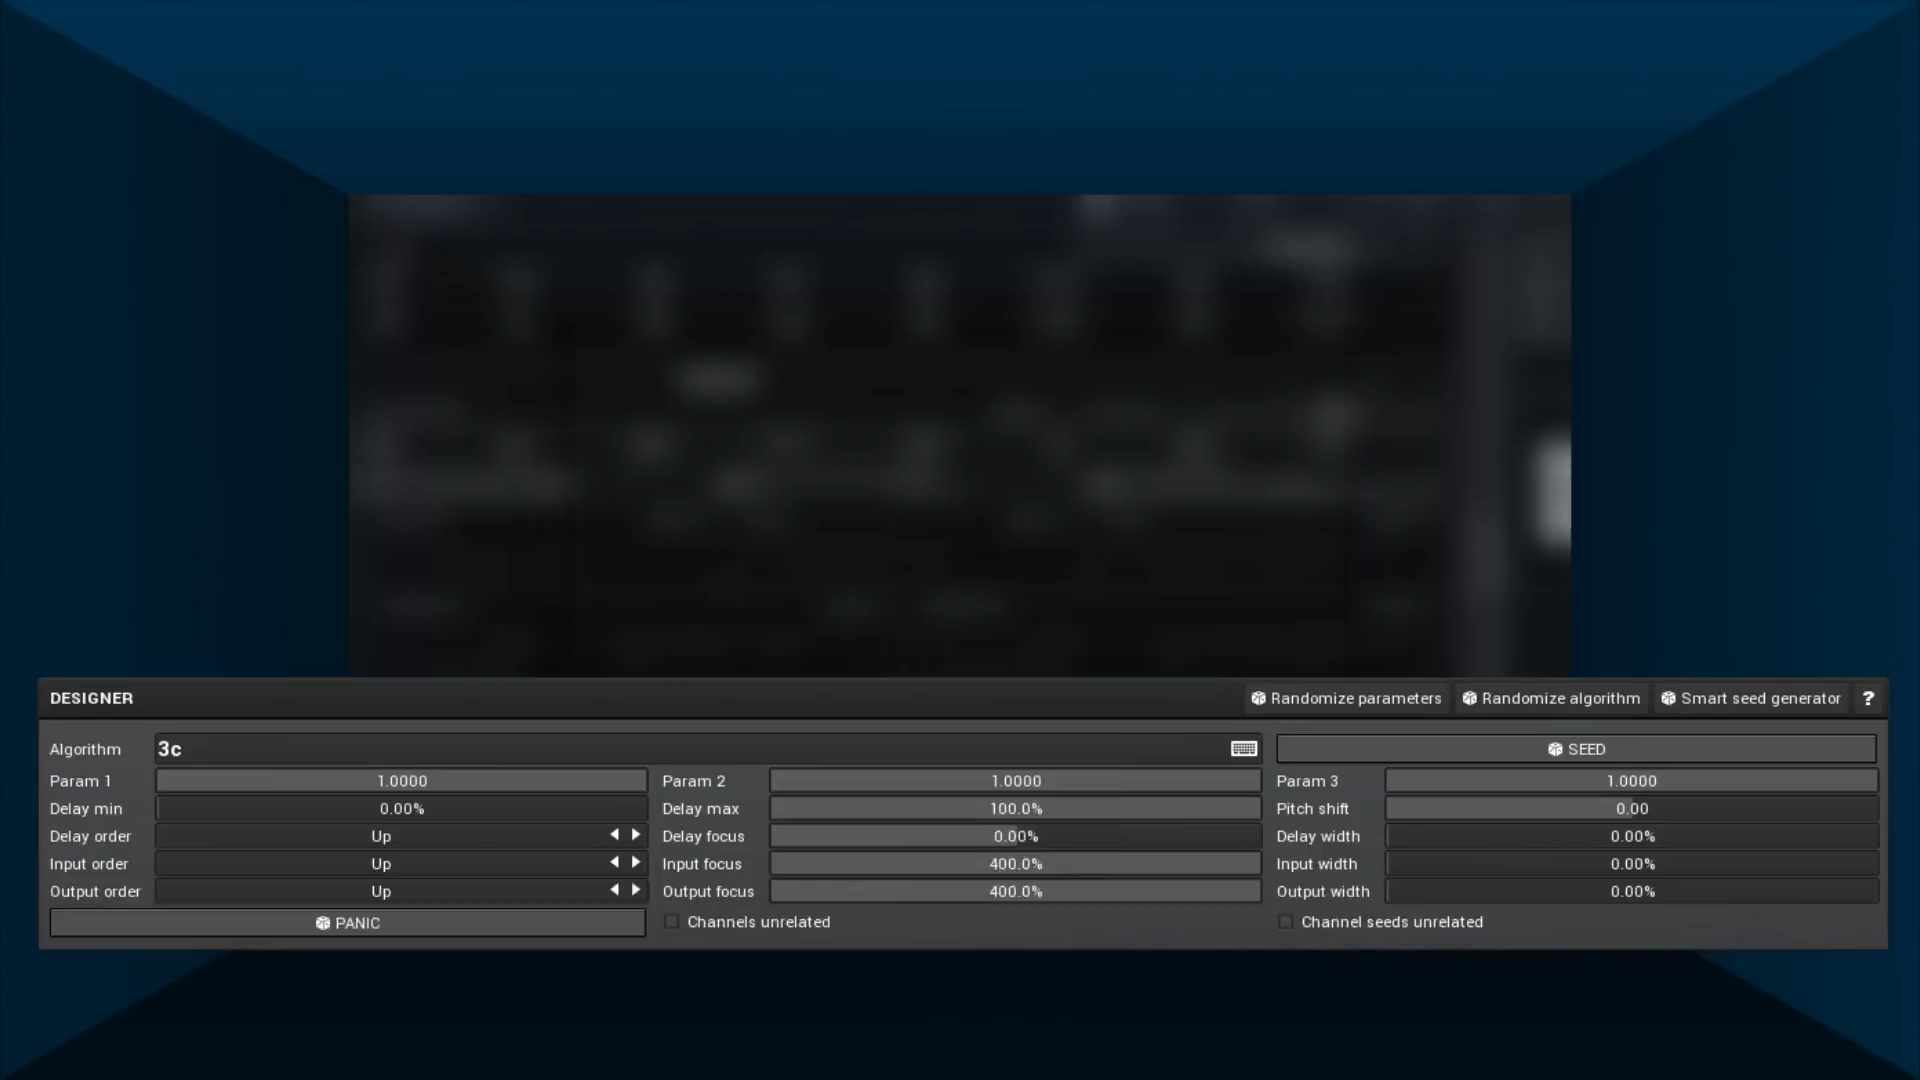 DESIGNER Randomize parameters Randomize algorithm Smart seed generator ?
Algorithm 3c SEED
Param 1 1.0000 Param 2 1.0000 Param 3 1.0000
Delay min 0.00% Delay max 100.0% Pitch shift 0.00
Delay order Up Delay focus 0.00% Delay width 0.00%
Input order Up Input focus 400.0% Input width 0.00%
Output order Up Output focus 400.0% Output width 0.00%
PANIC Channels unrelated Channel seeds unrelated